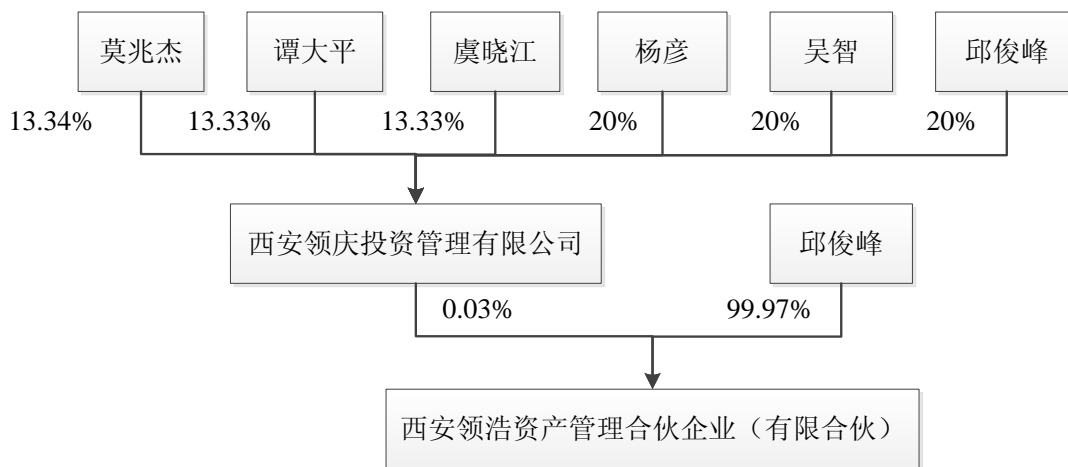 莫兆杰
谭大平
虞晓江
杨彦
吴智
邱俊峰
13.34%
13.33%
13.33%
20%
20%
20%
西安领庆投资管理有限公司
邱俊峰
0.03%
99.97%
西安领浩资产管理合伙企业（有限合伙）